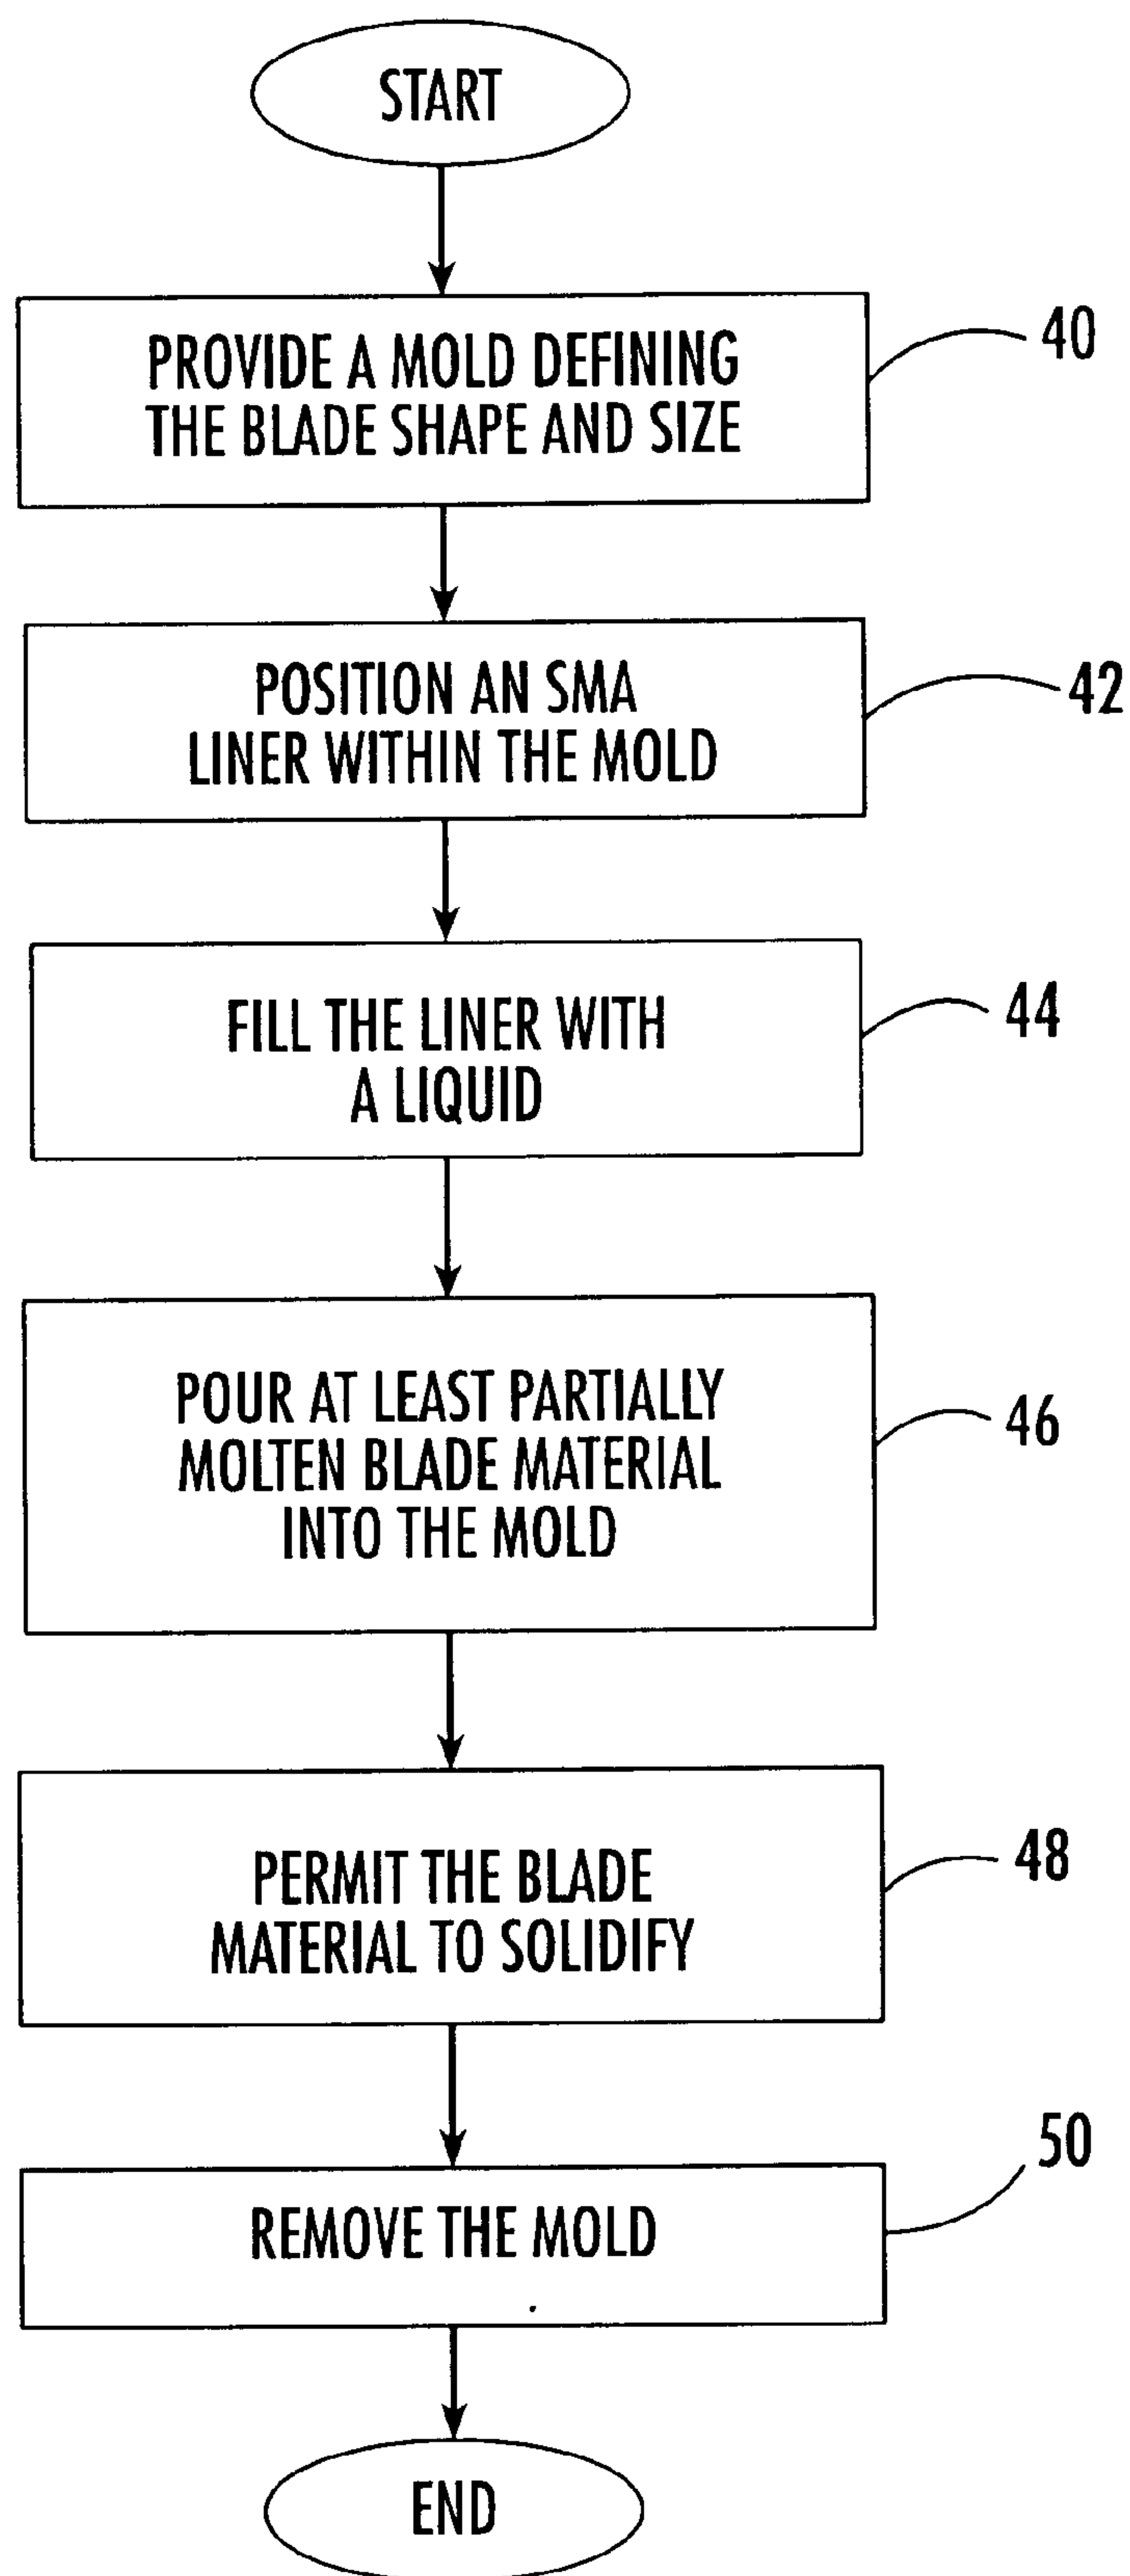 START
PROVIDE A MOLD DEFINING
THE BLADE SHAPE AND SIZE
40
POSITION AN SMA
LINER WITHIN THE MOLD
42
FILL THE LINER WITH
A LIQUID
44
POUR AT LEAST PARTIALLY
MOLTEN BLADE MATERIAL
INTO THE MOLD
46
PERMIT THE BLADE
MATERIAL TO SOLIDIFY
48
REMOVE THE MOLD
50
END